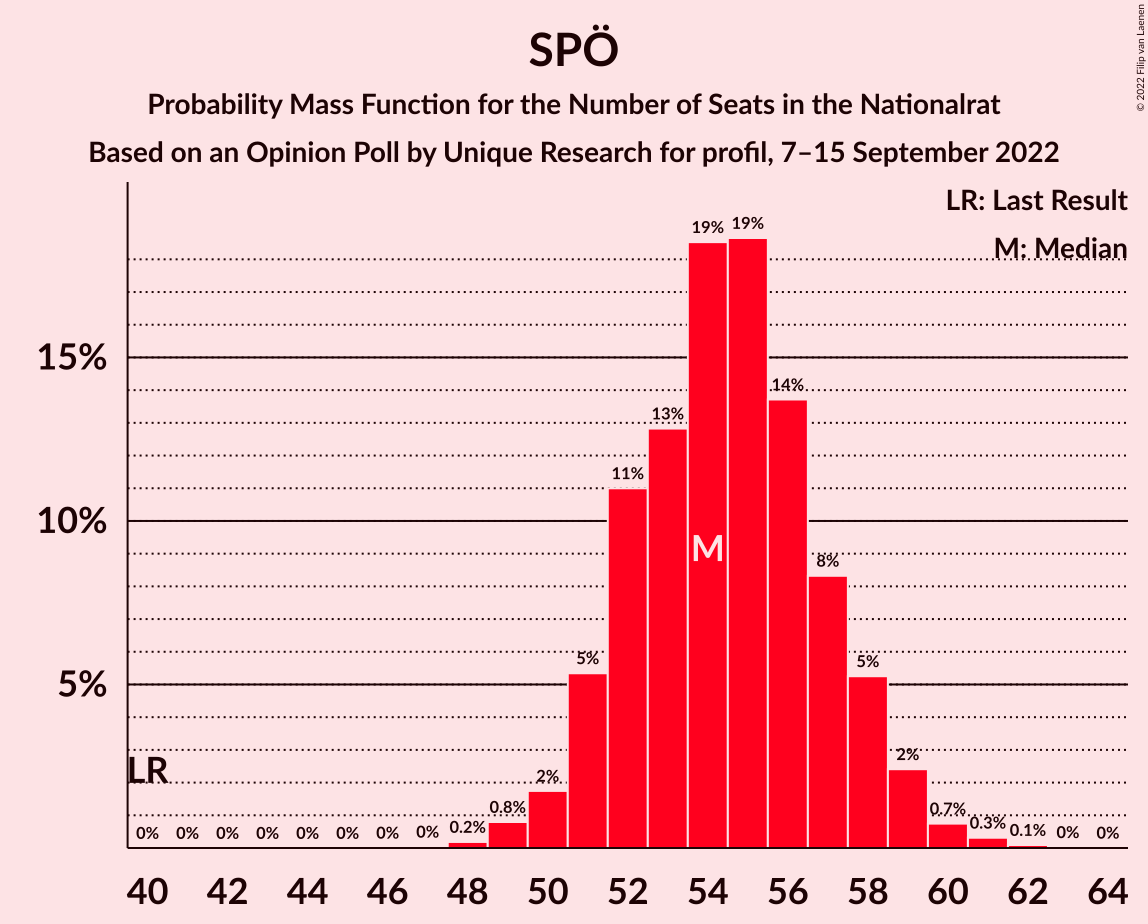 SPÖ
Probability Mass Function for the Number of Seats in the Nationalrat
Based on an Opinion Poll by Unique Research for profil, 7–15 September 2022
© 2022 Filip van Laenen
LR: Last Result
M: Median
15%
10%
5%
LR
M
0% 0% 0% 0% 0% 0% 0% 0% 0.2% 0.8% 2% 5% 11% 13% 19% 19% 14% 8% 5% 2% 0.7% 0.3% 0.1% 0% 0%
40 42 44 46 48 50 52 54 56 58 60 62 64